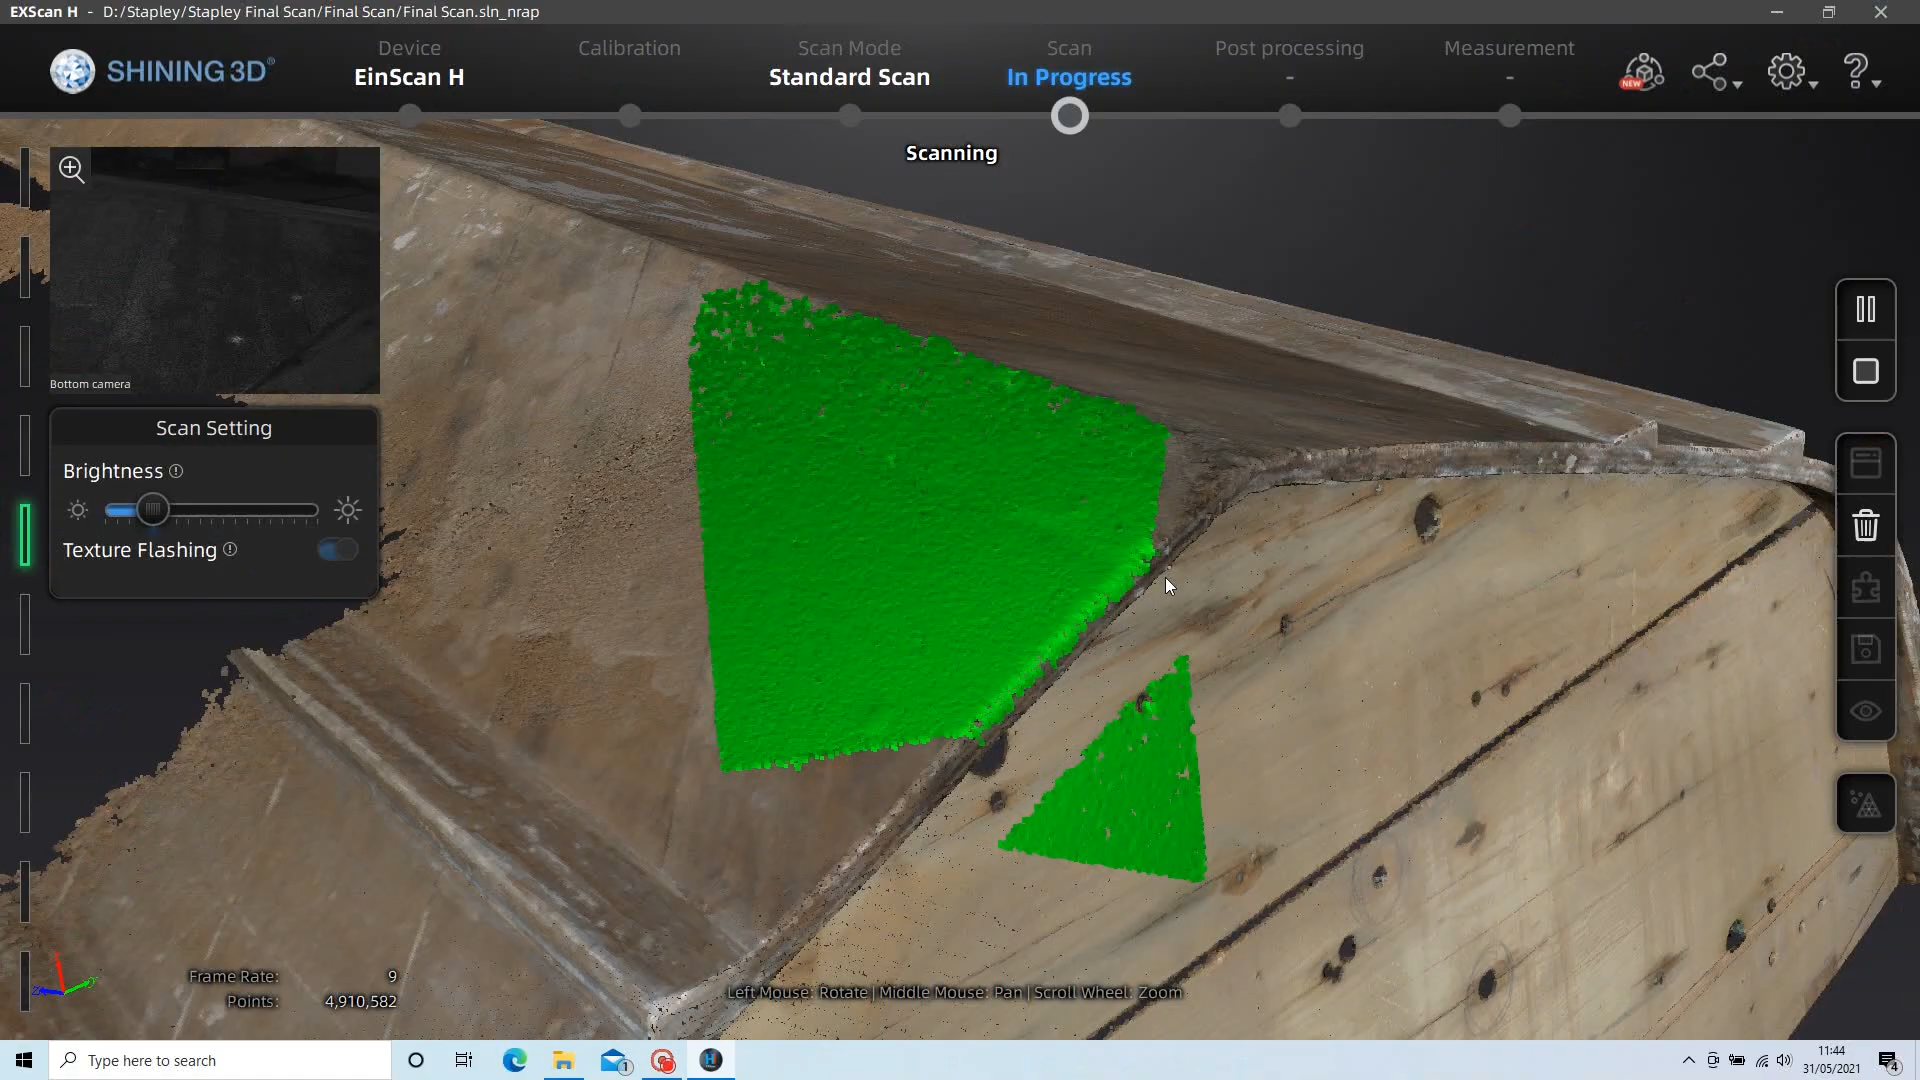 EXScan H - D:/Stapley/Stapley Final Scan/Final Scan/Final Scan.sln_nrap
SHINING 3D®
Device
EinScan H
Calibration
Scan Mode
Standard Scan
Scan
In Progress
Post processing
-
Measurement
-
NEW
Scanning
Bottom camera
Scan Setting
Brightness
Texture Flashing
Frame Rate: 9
Points: 4,910,582
Left Mouse: Rotate | Middle Mouse: Pan | Scroll Wheel: Zoom
Type here to search
1
H
11:44
31/05/2021
4